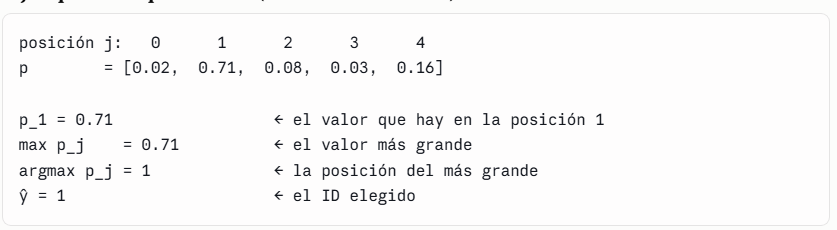 posición j:   0      1      2      3      4
p        = [0.02,  0.71,  0.08,  0.03,  0.16]
p_1 = 0.71                 ← el valor que hay en la posición 1
max p_j    = 0.71          ← el valor más grande
argmax p_j = 1             ← la posición del más grande
ŷ = 1                      ← el ID elegido